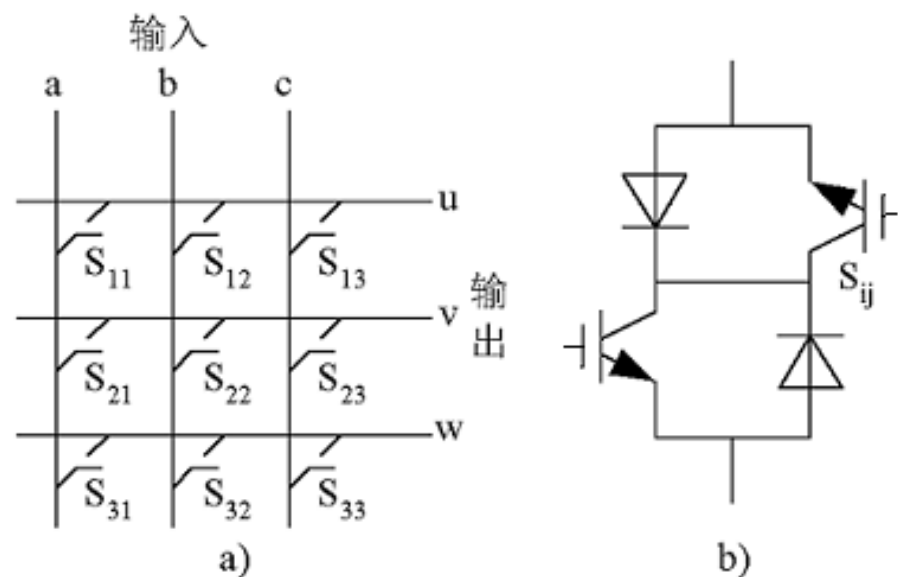 输入
a b c
u
S11 S12 S13
v
输出
S21 S22 S23
w
S31 S32 S33
a)
Sij
b)